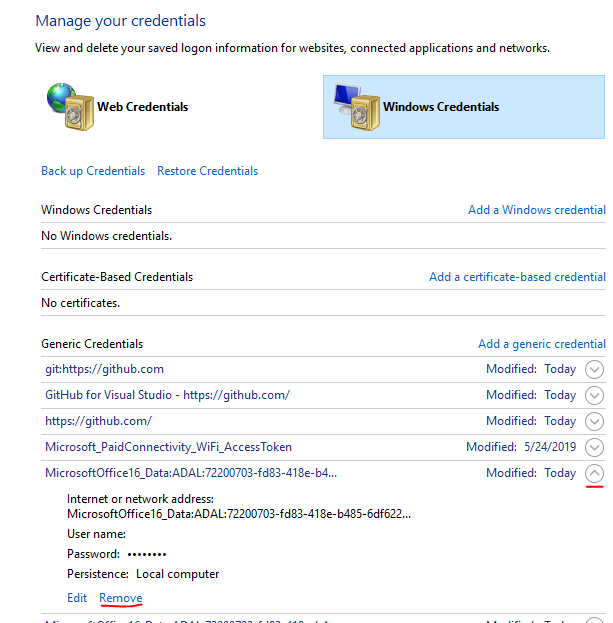 Manage your credentials
View and delete your saved logon information for websites, connected applications and networks.
Web Credentials
Windows Credentials
Back up Credentials Restore Credentials
Windows Credentials Add a Windows credential
No Windows credentials.
Certificate-Based Credentials Add a certificate-based credential
No certificates.
Generic Credentials Add a generic credential
git:https://github.com Modified: Today
GitHub for Visual Studio - https://github.com/ Modified: Today
https://github.com/ Modified: Today
Microsoft_PaidConnectivity_WiFi_AccessToken Modified: 5/24/2019
MicrosoftOffice16_Data:ADAL:72200703-fd83-418e-b4... Modified: Today
Internet or network address:
MicrosoftOffice16_Data:ADAL:72200703-fd83-418e-b485-6df622...
User name:
Password: ••••••••
Persistence: Local computer
Edit Remove